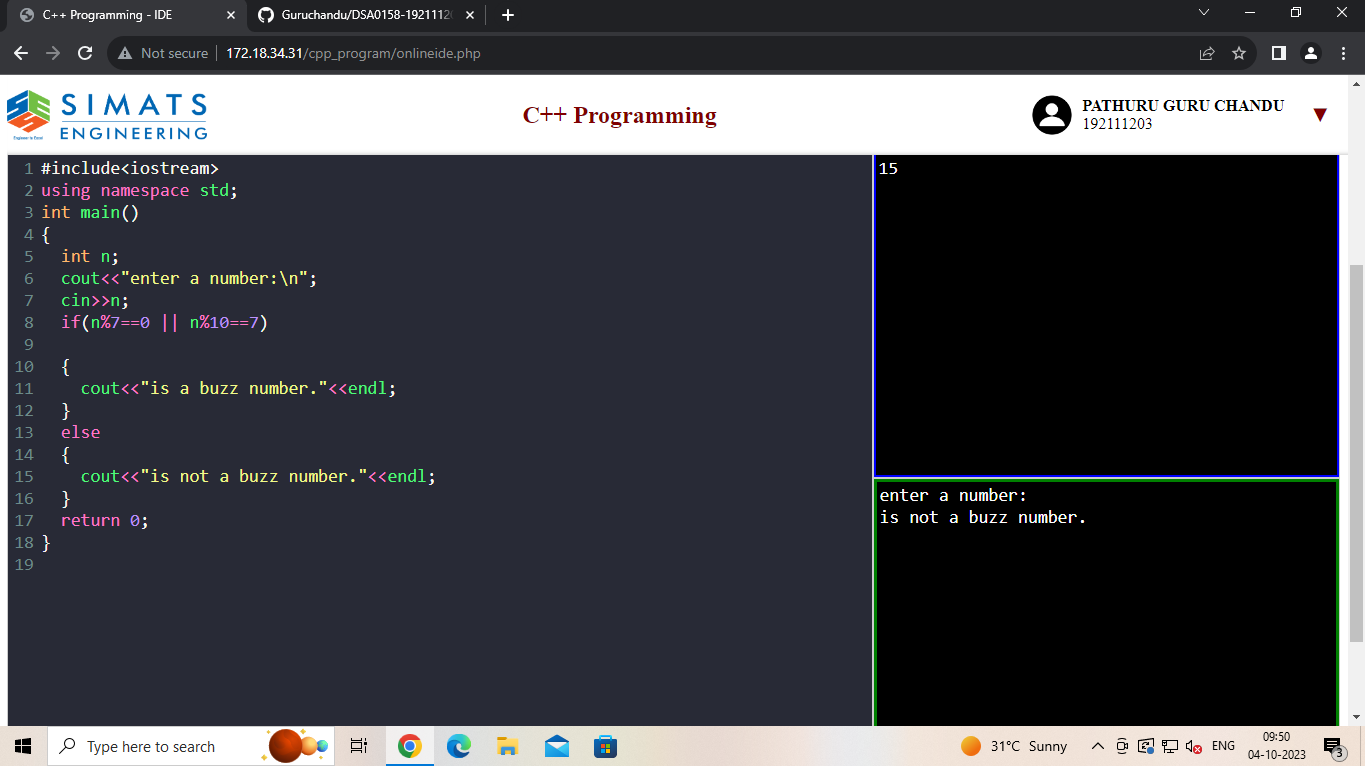 C++ Programming - IDE
Guruchandu/DSA0158-1921112
Not secure
172.18.34.31/cpp_program/onlineide.php
SIMATS
ENGINEERING
Engineer to Excel
C++ Programming
PATHURU GURU CHANDU
192111203
1 #include<iostream>
2 using namespace std;
3 int main()
4 {
5   int n;
6   cout<<"enter a number:\n";
7   cin>>n;
8   if(n%7==0 || n%10==7)
9
10   {
11     cout<<"is a buzz number."<<endl;
12   }
13   else
14   {
15     cout<<"is not a buzz number."<<endl;
16   }
17   return 0;
18 }
19
15
enter a number:
is not a buzz number.
Type here to search
31°C Sunny
ENG
09:50
04-10-2023
3